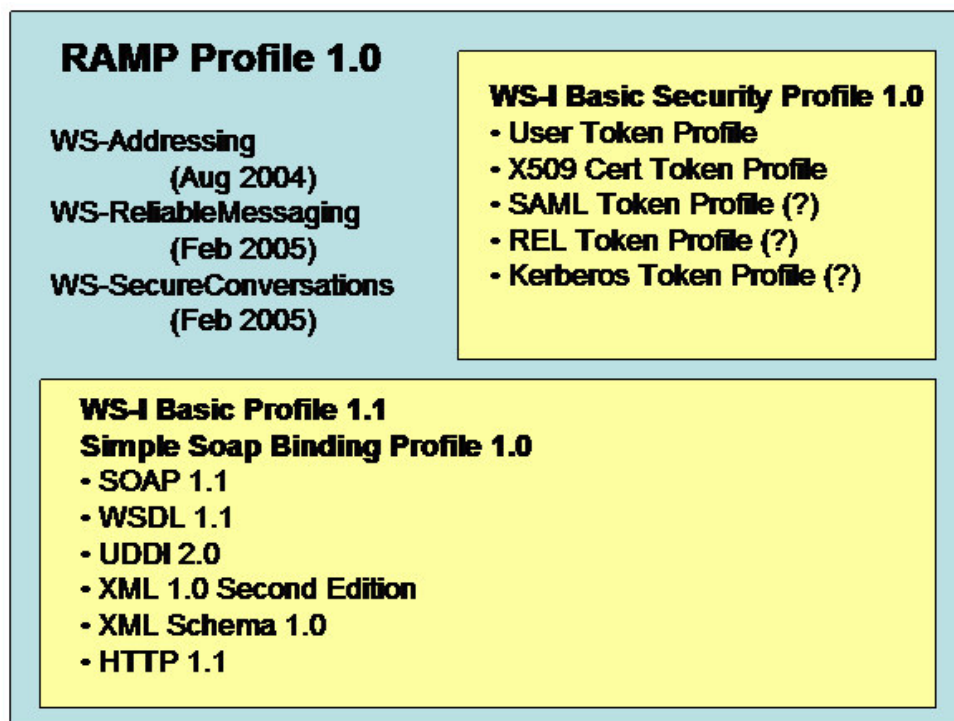 RAMP Profile 1.0
WS-Addressing
(Aug 2004)
WS-ReliableMessaging
(Feb 2005)
WS-SecureConversations
(Feb 2005)
WS-I Basic Security Profile 1.0
• User Token Profile
• X509 Cert Token Profile
• SAML Token Profile (?)
• REL Token Profile (?)
• Kerberos Token Profile (?)
WS-I Basic Profile 1.1
Simple Soap Binding Profile 1.0
• SOAP 1.1
• WSDL 1.1
• UDDI 2.0
• XML 1.0 Second Edition
• XML Schema 1.0
• HTTP 1.1